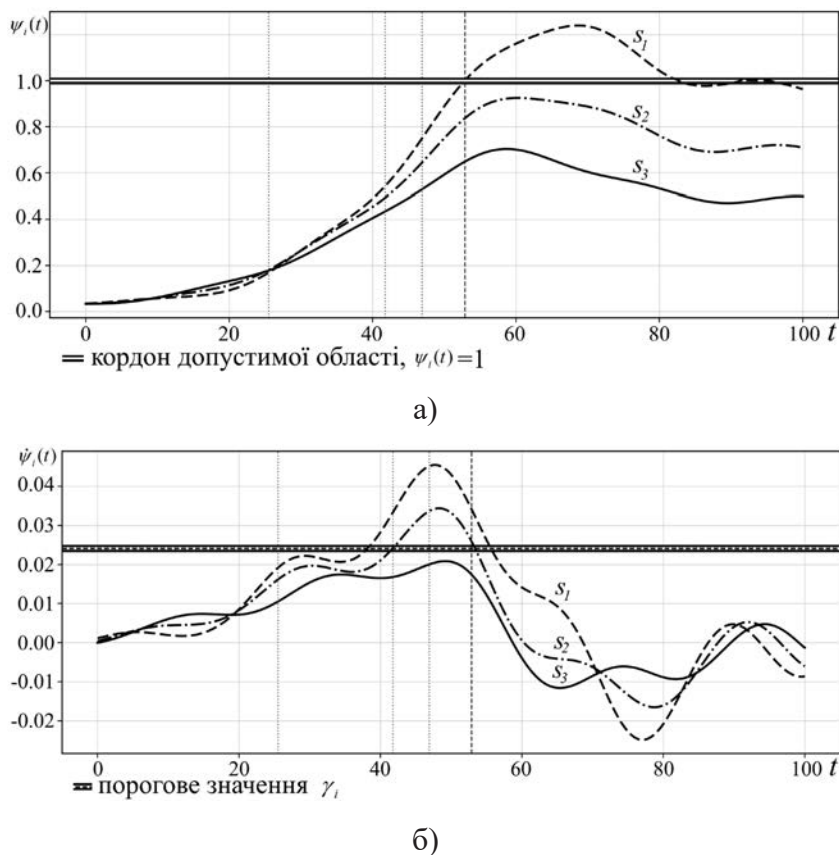 ψᵢ(t)
1.0
0.8
0.6
0.4
0.2
0.0
S₁
S₂
S₃
0 20 40 60 80 100 t
кордон допустимої області, ψᵢ(t)=1
а)
ψ̇ᵢ(t)
0.04
0.03
0.02
0.01
0.00
-0.01
-0.02
S₁
S₂
S₃
0 20 40 60 80 100 t
порогове значення γᵢ
б)